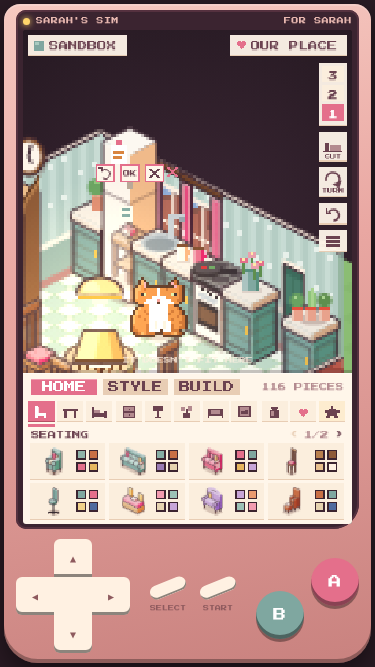 SARAH'S SIM
FOR SARAH
SANDBOX
OUR PLACE
3
2
1
CUT
TURN
OK
HOME
STYLE
BUILD
116 PIECES
SEATING
1/2
SELECT
START
B
A